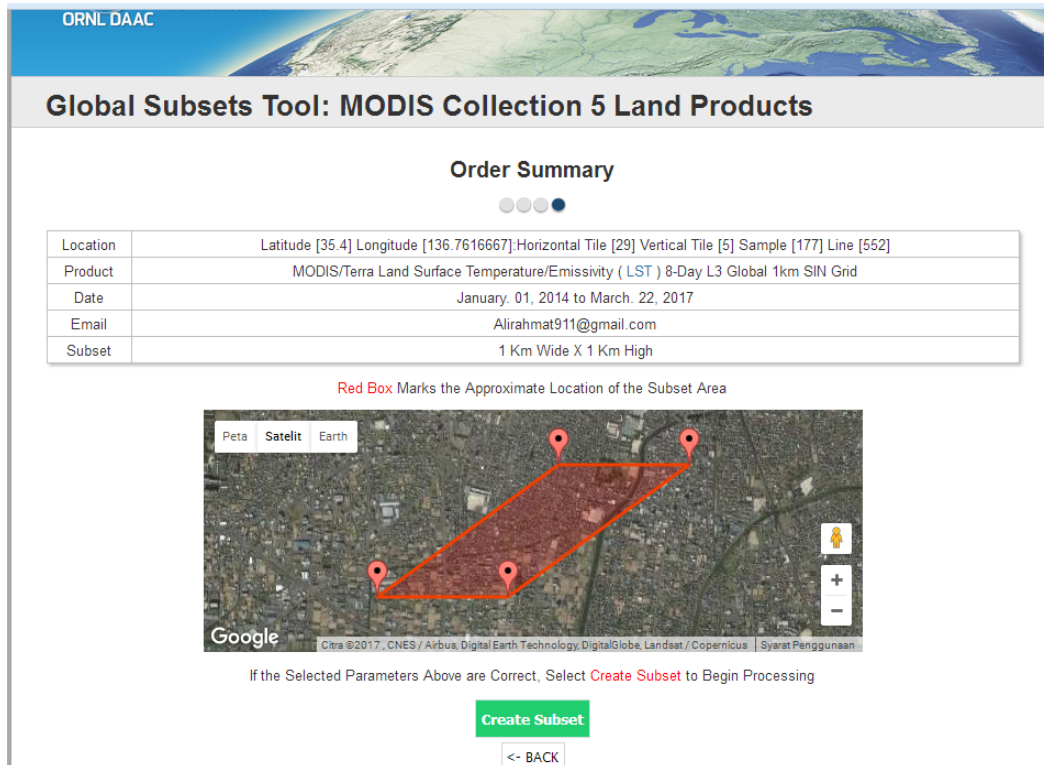 ORNL DAAC
Global Subsets Tool: MODIS Collection 5 Land Products
Order Summary
Location Latitude [35.4] Longitude [136.7616667]:Horizontal Tile [29] Vertical Tile [5] Sample [177] Line [552]
Product MODIS/Terra Land Surface Temperature/Emissivity ( LST ) 8-Day L3 Global 1km SIN Grid
Date January. 01, 2014 to March. 22, 2017
Email Alirahmat911@gmail.com
Subset 1 Km Wide X 1 Km High
Red Box Marks the Approximate Location of the Subset Area
Peta Satelit Earth
+
−
Google Citra ©2017 , CNES / Airbus, Digital Earth Technology, DigitalGlobe, Landsat / Copernicus Syarat Penggunaan
If the Selected Parameters Above are Correct, Select Create Subset to Begin Processing
Create Subset
<- BACK